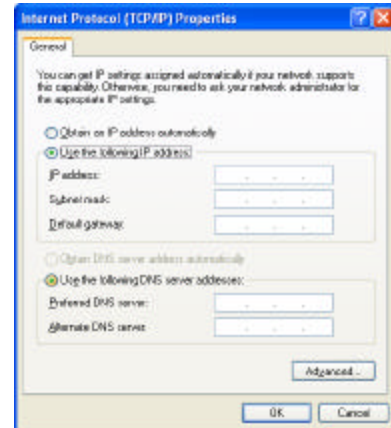 Internet Protocol (TCP/IP) Properties
General
You can get IP settings assigned automatically if your network supports
this capability. Otherwise, you need to ask your network administrator for
the appropriate IP settings.
Obtain an IP address automatically
Use the following IP address:
IP address:
Subnet mask:
Default gateway:
Obtain DNS server address automatically
Use the following DNS server addresses:
Preferred DNS server:
Alternate DNS server:
Advanced...
OK Cancel